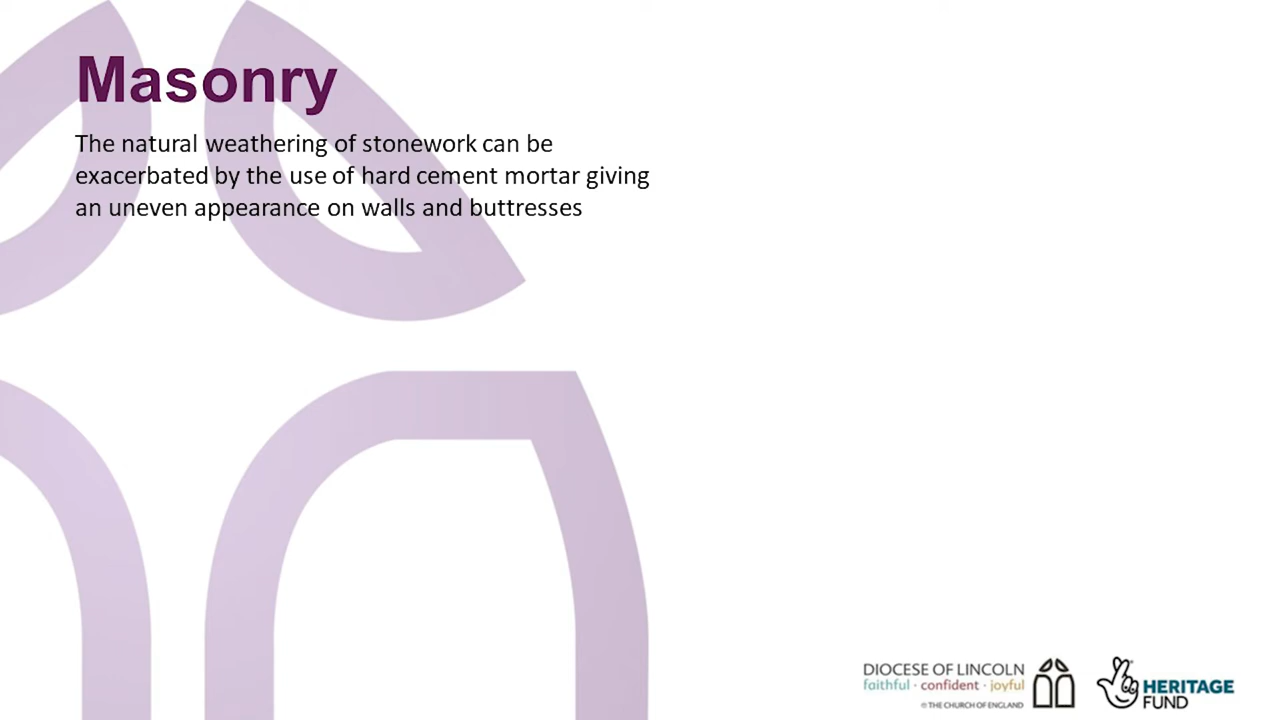 Masonry
The natural weathering of stonework can be
exacerbated by the use of hard cement mortar giving
an uneven appearance on walls and buttresses
DIOCESE OF LINCOLN
faithful · confident · joyful
© THE CHURCH OF ENGLAND
HERITAGE
FUND